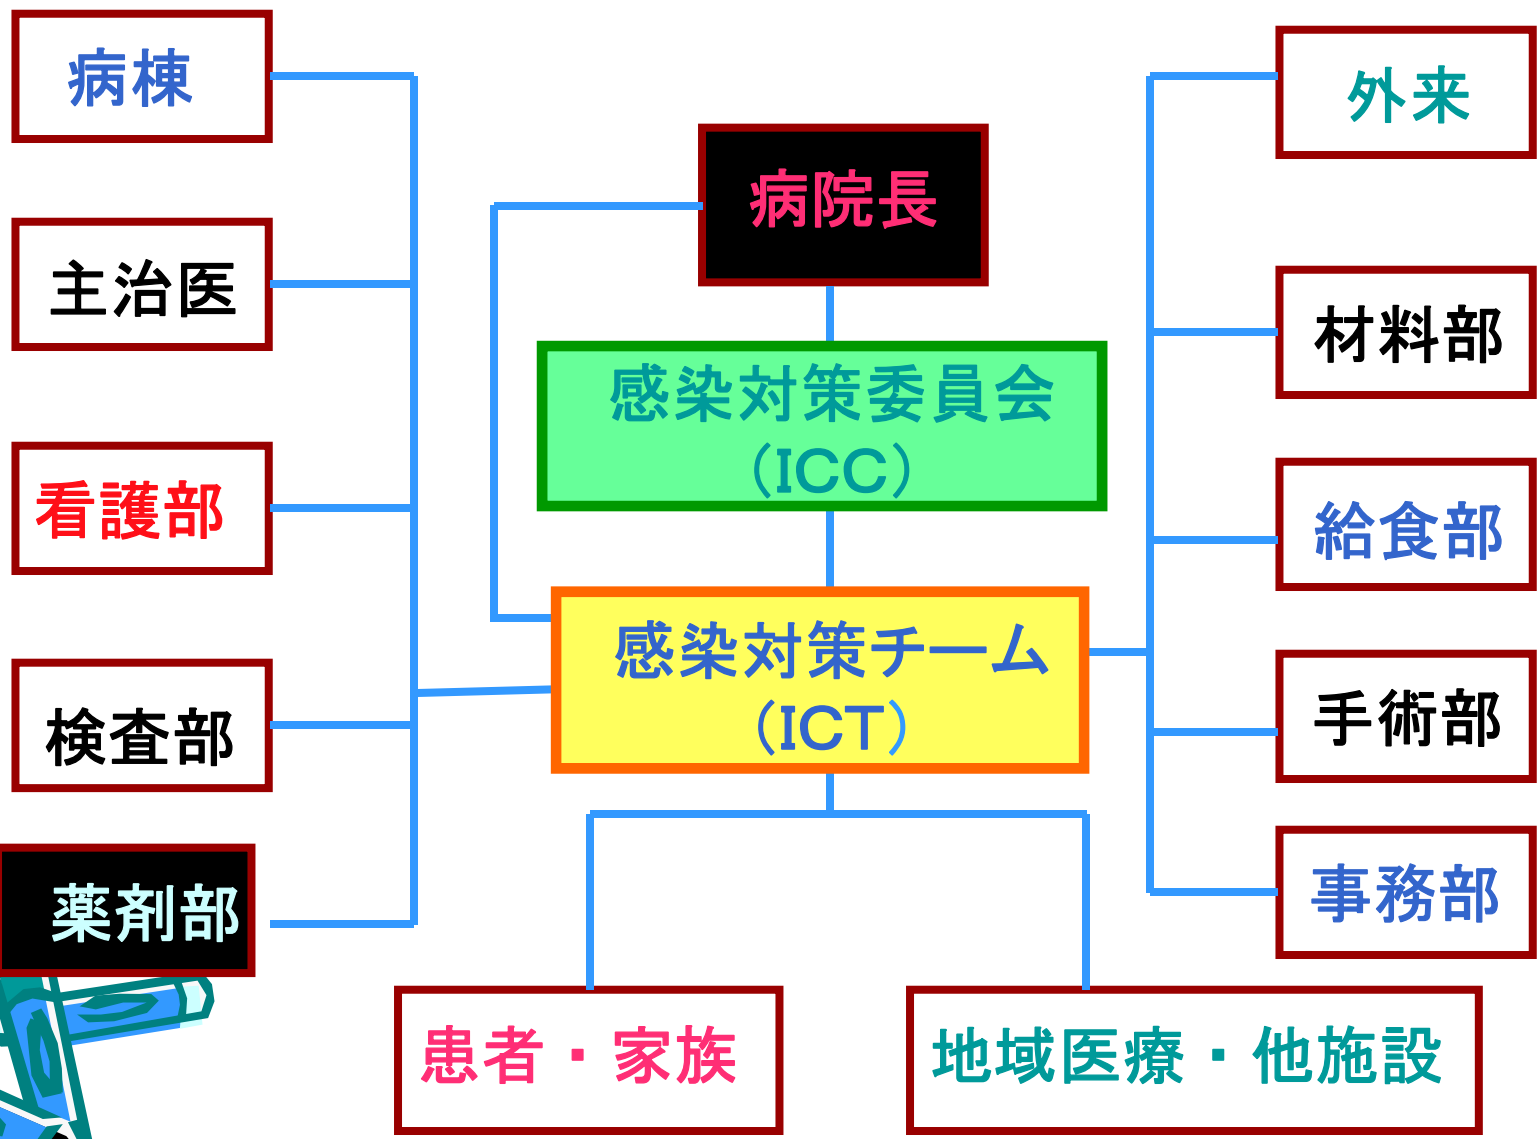 病棟
主治医
看護部
検査部
薬剤部
病院長
感染対策委員会
（ICC）
感染対策チーム
（ICT）
患者・家族
地域医療・他施設
外来
材料部
給食部
手術部
事務部